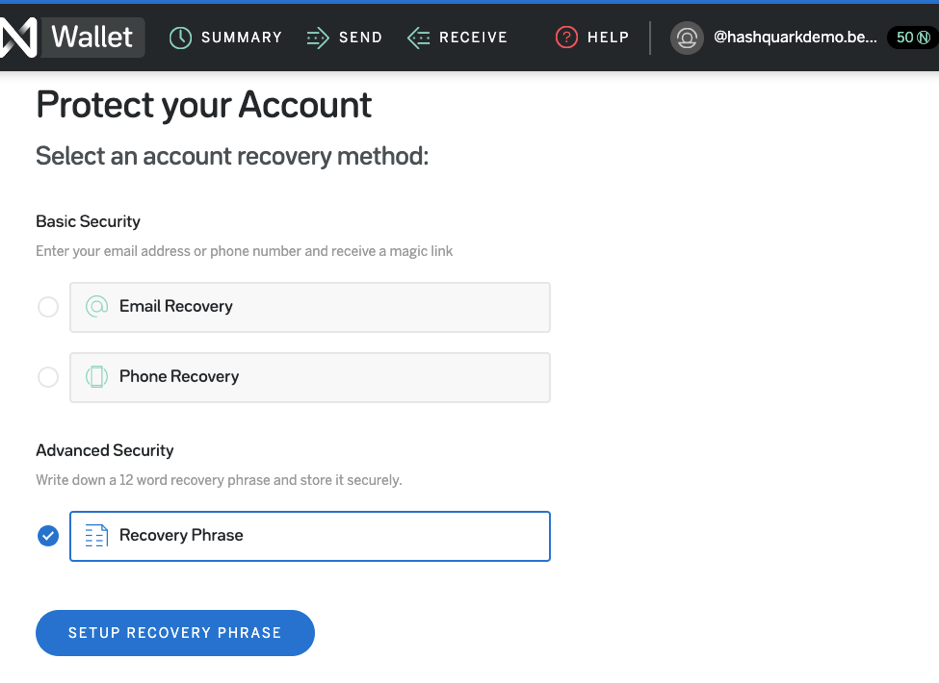 Wallet SUMMARY SEND RECEIVE HELP @hashquarkdemo.be... 50
Protect your Account
Select an account recovery method:
Basic Security
Enter your email address or phone number and receive a magic link
Email Recovery
Phone Recovery
Advanced Security
Write down a 12 word recovery phrase and store it securely.
Recovery Phrase
SETUP RECOVERY PHRASE